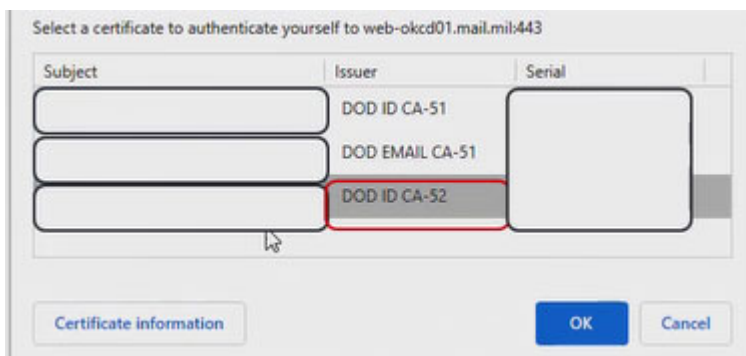 Select a certificate to authenticate yourself to web-okcd01.mail.mil:443
Subject Issuer Serial
DOD ID CA-51
DOD EMAIL CA-51
DOD ID CA-52
Certificate information OK Cancel